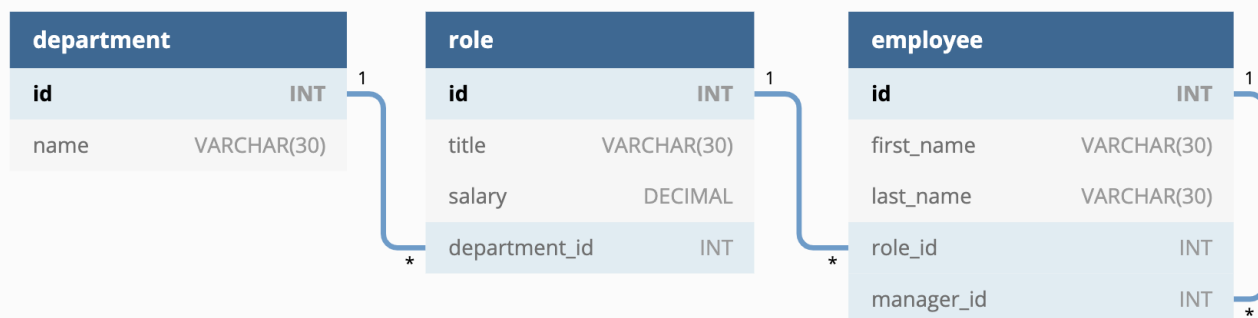 department
id INT
name VARCHAR(30)
1
*
role
id INT
title VARCHAR(30)
salary DECIMAL
department_id INT
1
*
employee
id INT
first_name VARCHAR(30)
last_name VARCHAR(30)
role_id INT
manager_id INT
1
*